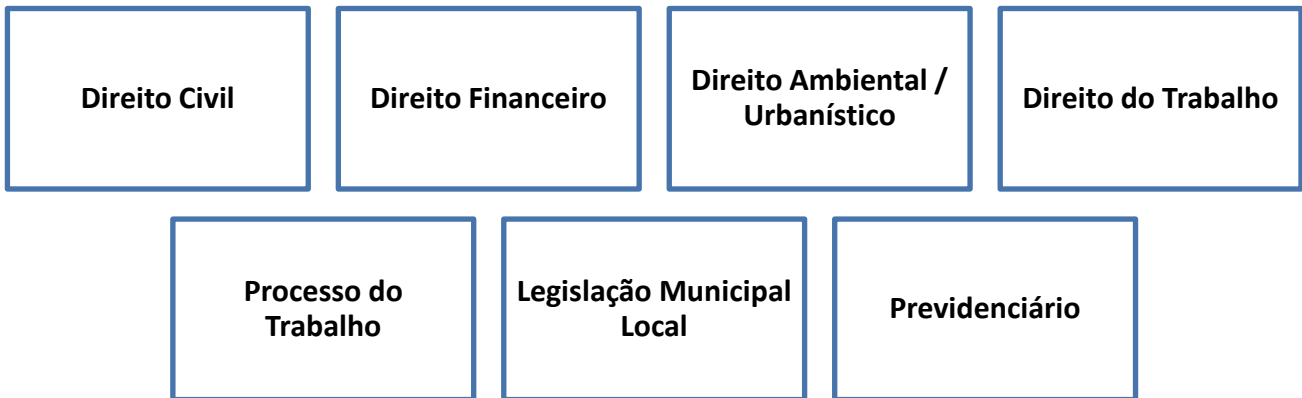 Direito Civil
Direito Financeiro
Direito Ambiental /
Urbanístico
Direito do Trabalho
Processo do
Trabalho
Legislação Municipal
Local
Previdenciário